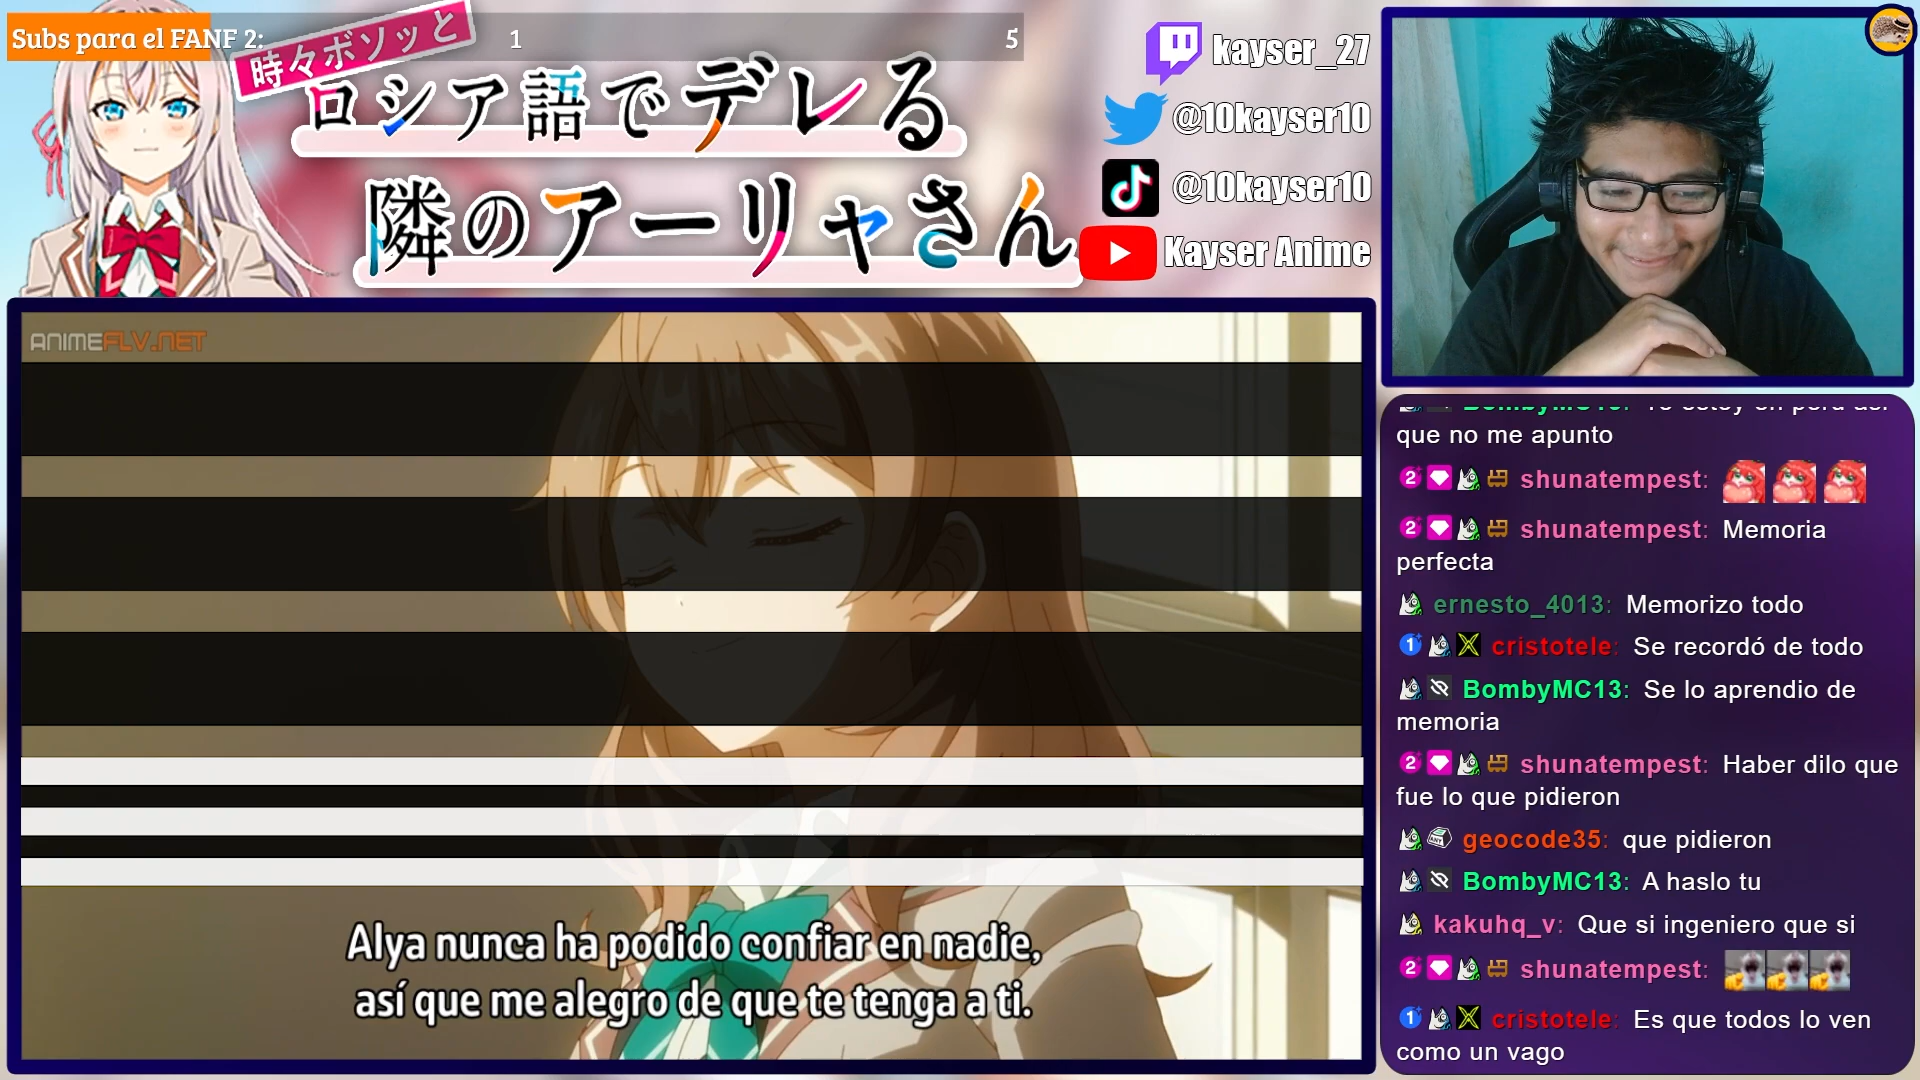 Subs para el FANF 2:
1
5
時々ボソッと
ロシア語でデレる
隣のアーリャさん
kayser_27
@10kayser10
@10kayser10
Kayser Anime
ANIMEFLV.NET
Alya nunca ha podido confiar en nadie,
así que me alegro de que te tenga a ti.
que no me apunto
shunatempest:
shunatempest: Memoria
perfecta
ernesto_4013: Memorizo todo
cristotele: Se recordó de todo
BombyMC13: Se lo aprendio de
memoria
shunatempest: Haber dilo que
fue lo que pidieron
geocode35: que pidieron
BombyMC13: A haslo tu
kakuhq_v: Que si ingeniero que si
shunatempest:
cristotele: Es que todos lo ven
como un vago